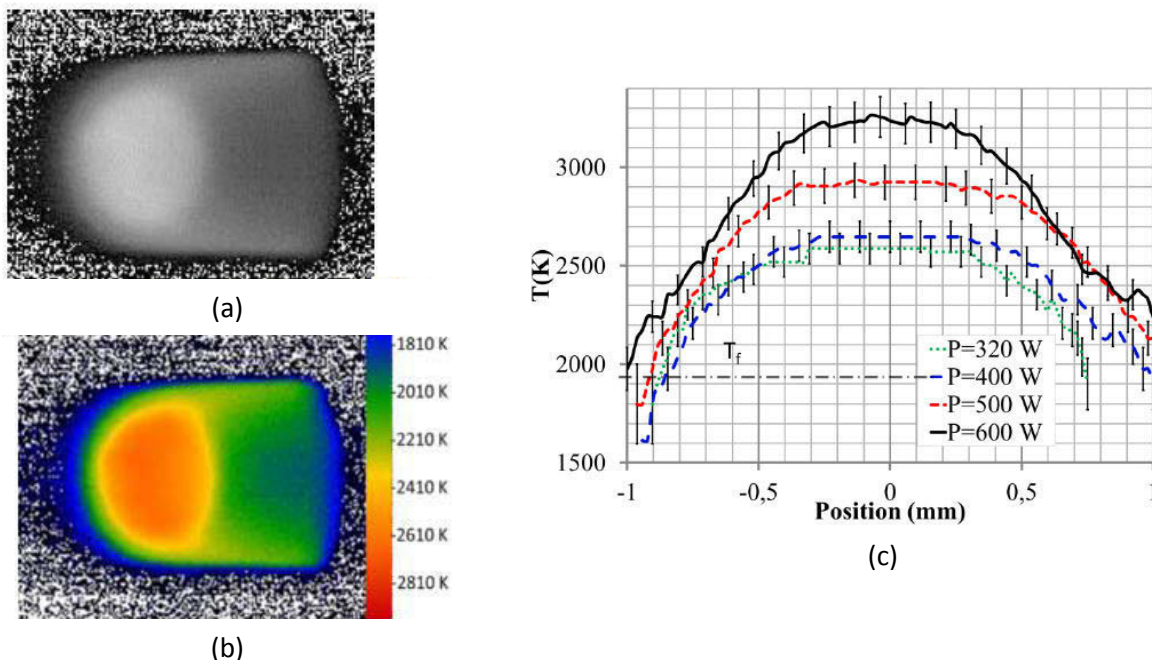 (a)
1810 K
2000 K
2210 K
2410 K
2610 K
2810 K
(b)
T(K)
3000
2500
2000
1500
T_f
P=320 W
P=400 W
P=500 W
P=600 W
-1
-0,5
0
0,5
1
Position (mm)
(c)